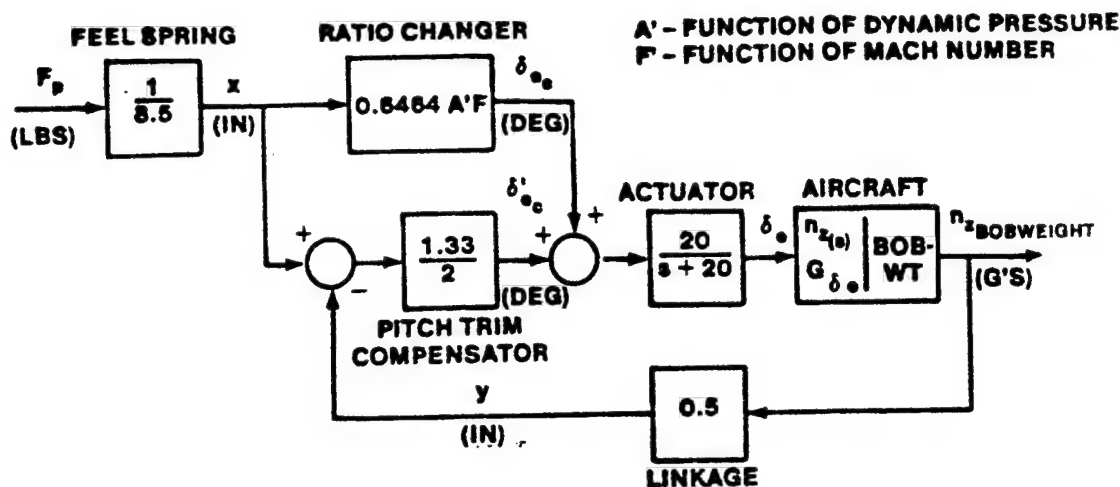 FEEL SPRING
RATIO CHANGER
A' – FUNCTION OF DYNAMIC PRESSURE
F' – FUNCTION OF MACH NUMBER
Fp
(LBS)
1
8.5
x
(IN)
0.6464 A'F
δec
(DEG)
δ'ec
ACTUATOR
AIRCRAFT
+
-
1.33
2
(DEG)
+
+
20
s + 20
δe
nz(s)
Gδe
BOB-
WT
nzBOBWEIGHT
(G'S)
PITCH TRIM
COMPENSATOR
y
(IN)
0.5
LINKAGE